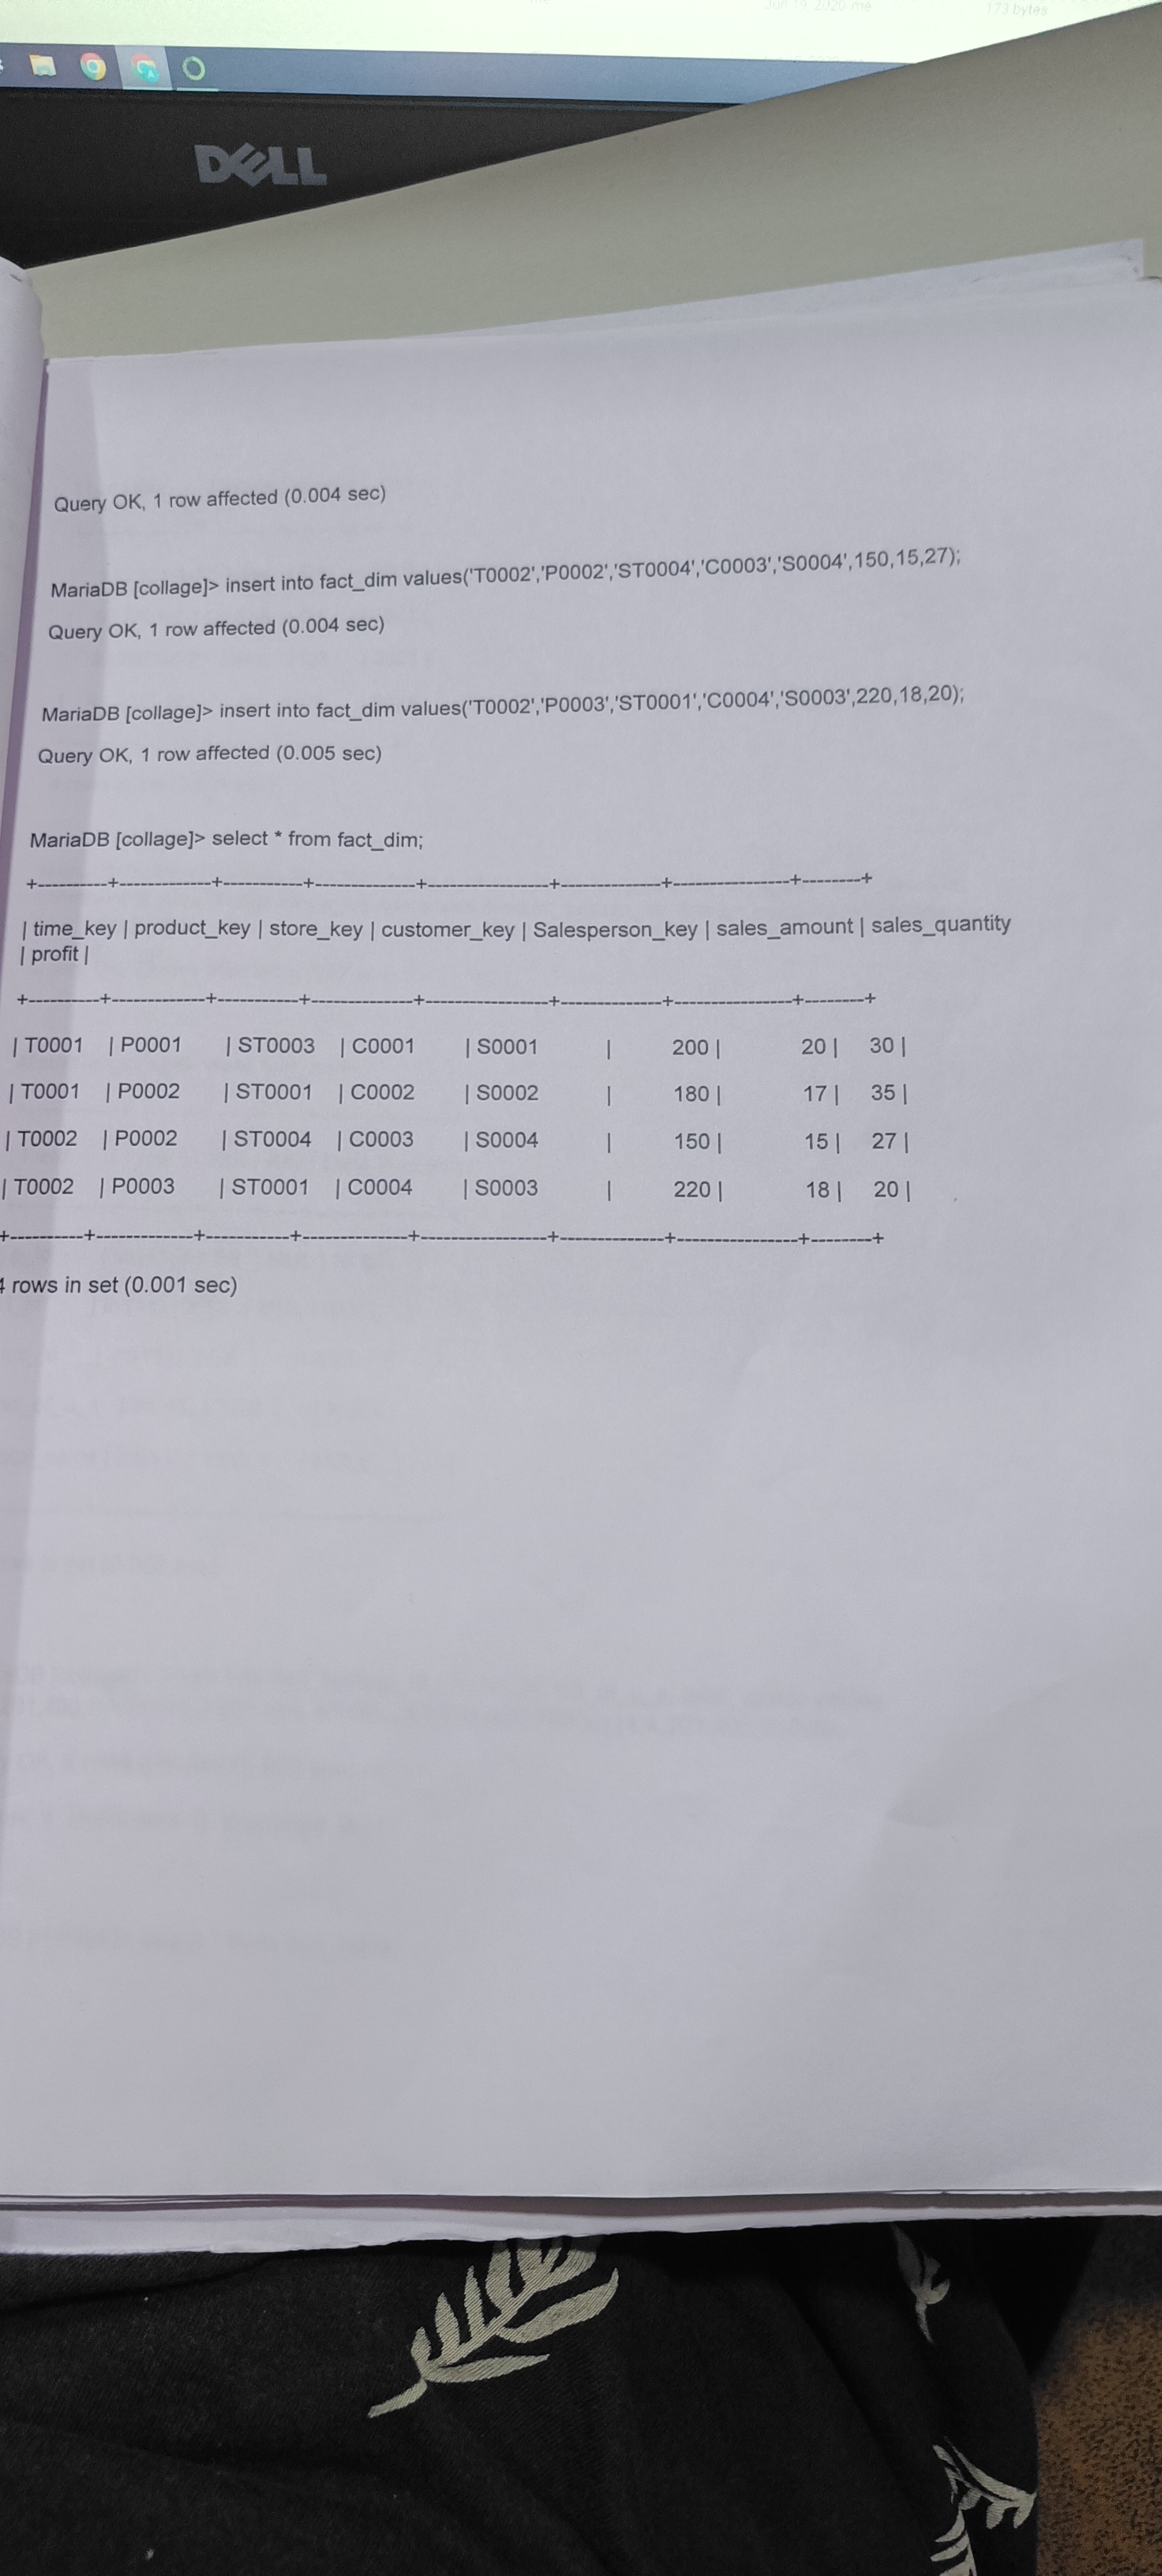 Jun 19, 2020 me 173 bytes
DELL
Query OK, 1 row affected (0.004 sec)
MariaDB [collage]> insert into fact_dim values('T0002','P0002','ST0004','C0003','S0004',150,15,27);
Query OK, 1 row affected (0.004 sec)
MariaDB [collage]> insert into fact_dim values('T0002','P0003','ST0001','C0004','S0003',220,18,20);
Query OK, 1 row affected (0.005 sec)
MariaDB [collage]> select * from fact_dim;
+----------+-------------+-----------+--------------+-----------------+--------------+----------------+--------+
| time_key | product_key | store_key | customer_key | Salesperson_key | sales_amount | sales_quantity
| profit |
+----------+-------------+-----------+--------------+-----------------+--------------+----------------+--------+
| T0001 | P0001 | ST0003 | C0001 | S0001 | 200 | 20 | 30 |
| T0001 | P0002 | ST0001 | C0002 | S0002 | 180 | 17 | 35 |
| T0002 | P0002 | ST0004 | C0003 | S0004 | 150 | 15 | 27 |
| T0002 | P0003 | ST0001 | C0004 | S0003 | 220 | 18 | 20 |
+----------+-------------+-----------+--------------+-----------------+--------------+----------------+--------+
4 rows in set (0.001 sec)